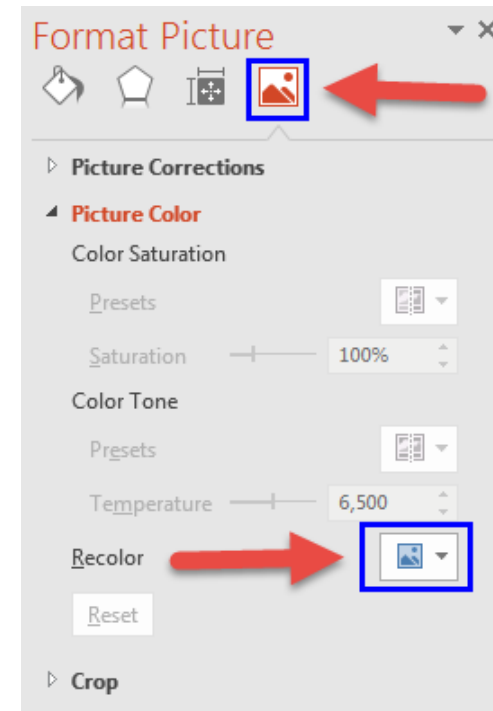 Format Picture
Picture Corrections
Picture Color
Color Saturation
Presets
Saturation 100%
Color Tone
Presets
Temperature 6,500
Recolor
Reset
Crop